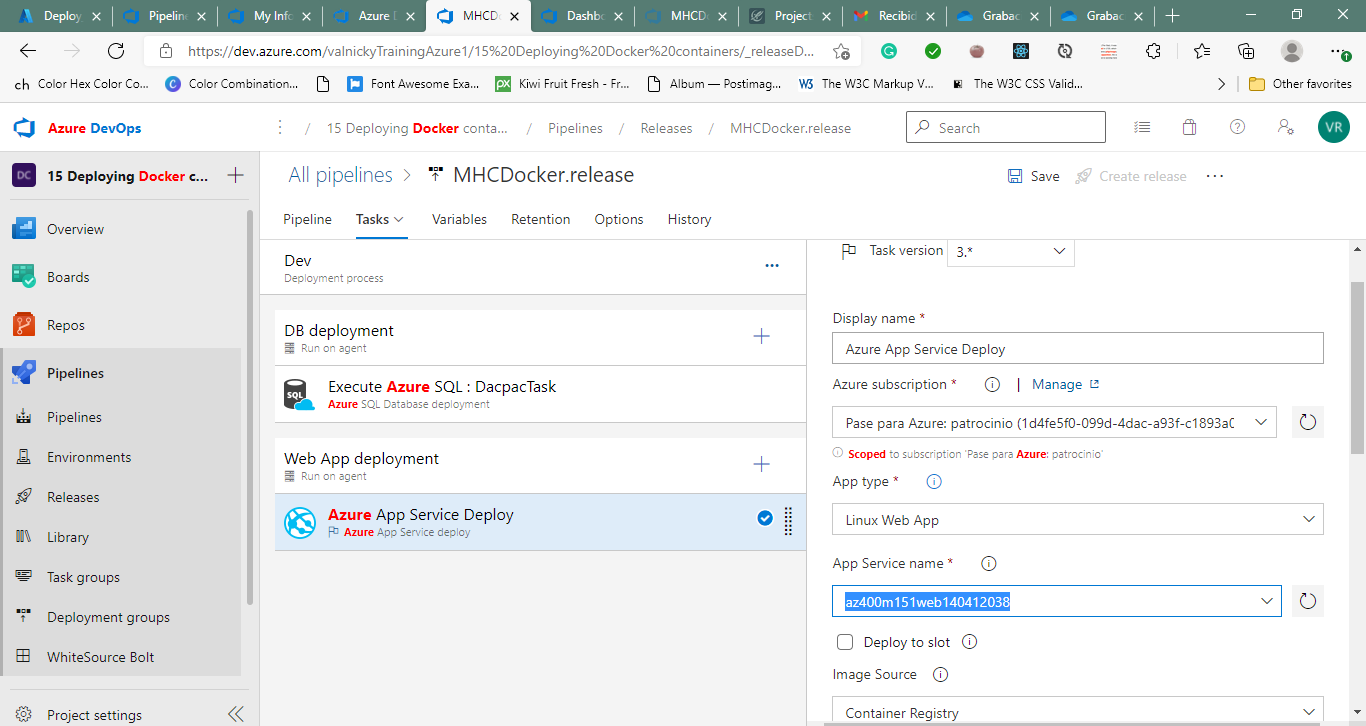 Deploy
Pipeline
My Info
Azure D
MHCDo
Dashbo
MHCD
Project
Recibid
Grabac
Grabac
https://dev.azure.com/valnickyTrainingAzure1/15%20Deploying%20Docker%20containers/_releaseD...
ch Color Hex Color Co...
C Color Combination...
Font Awesome Exa...
px Kiwi Fruit Fresh - Fr...
Album — Postimag...
W3 The W3C Markup V...
The W3C CSS Valid...
Other favorites
Azure DevOps
/ 15 Deploying Docker conta... / Pipelines / Releases / MHCDocker.release
Search
VR
DC 15 Deploying Docker c...
Overview
Boards
Repos
Pipelines
Pipelines
Environments
Releases
Library
Task groups
Deployment groups
WhiteSource Bolt
Project settings
All pipelines > MHCDocker.release
Save
Create release
Pipeline
Tasks
Variables
Retention
Options
History
Dev
Deployment process
DB deployment
Run on agent
SQL
Execute Azure SQL : DacpacTask
Azure SQL Database deployment
Web App deployment
Run on agent
Azure App Service Deploy
Azure App Service deploy
Task version 3.*
Display name *
Azure App Service Deploy
Azure subscription * | Manage
Pase para Azure: patrocinio (1d4fe5f0-099d-4dac-a93f-c1893a0
Scoped to subscription 'Pase para Azure: patrocinio'
App type *
Linux Web App
App Service name *
az400m151web140412038
Deploy to slot
Image Source
Container Registry